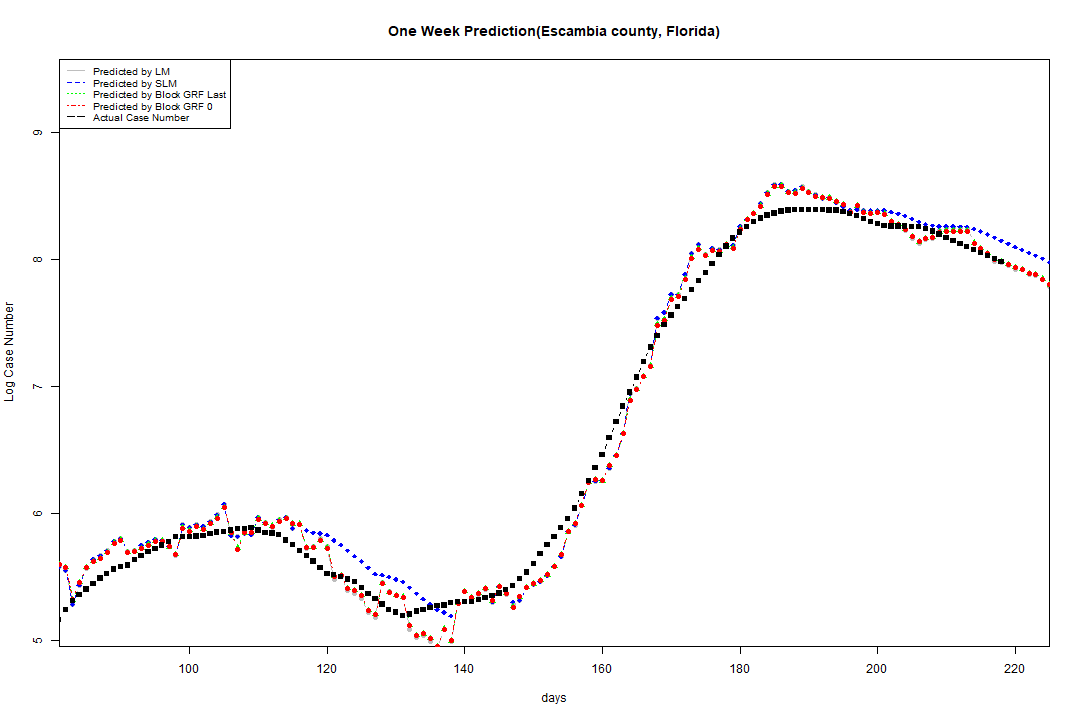 One Week Prediction(Escambia county, Florida)
Predicted by LM
Predicted by SLM
Predicted by Block GRF Last
Predicted by Block GRF 0
Actual Case Number
9
8
7
6
5
Log Case Number
100 120 140 160 180 200 220
days